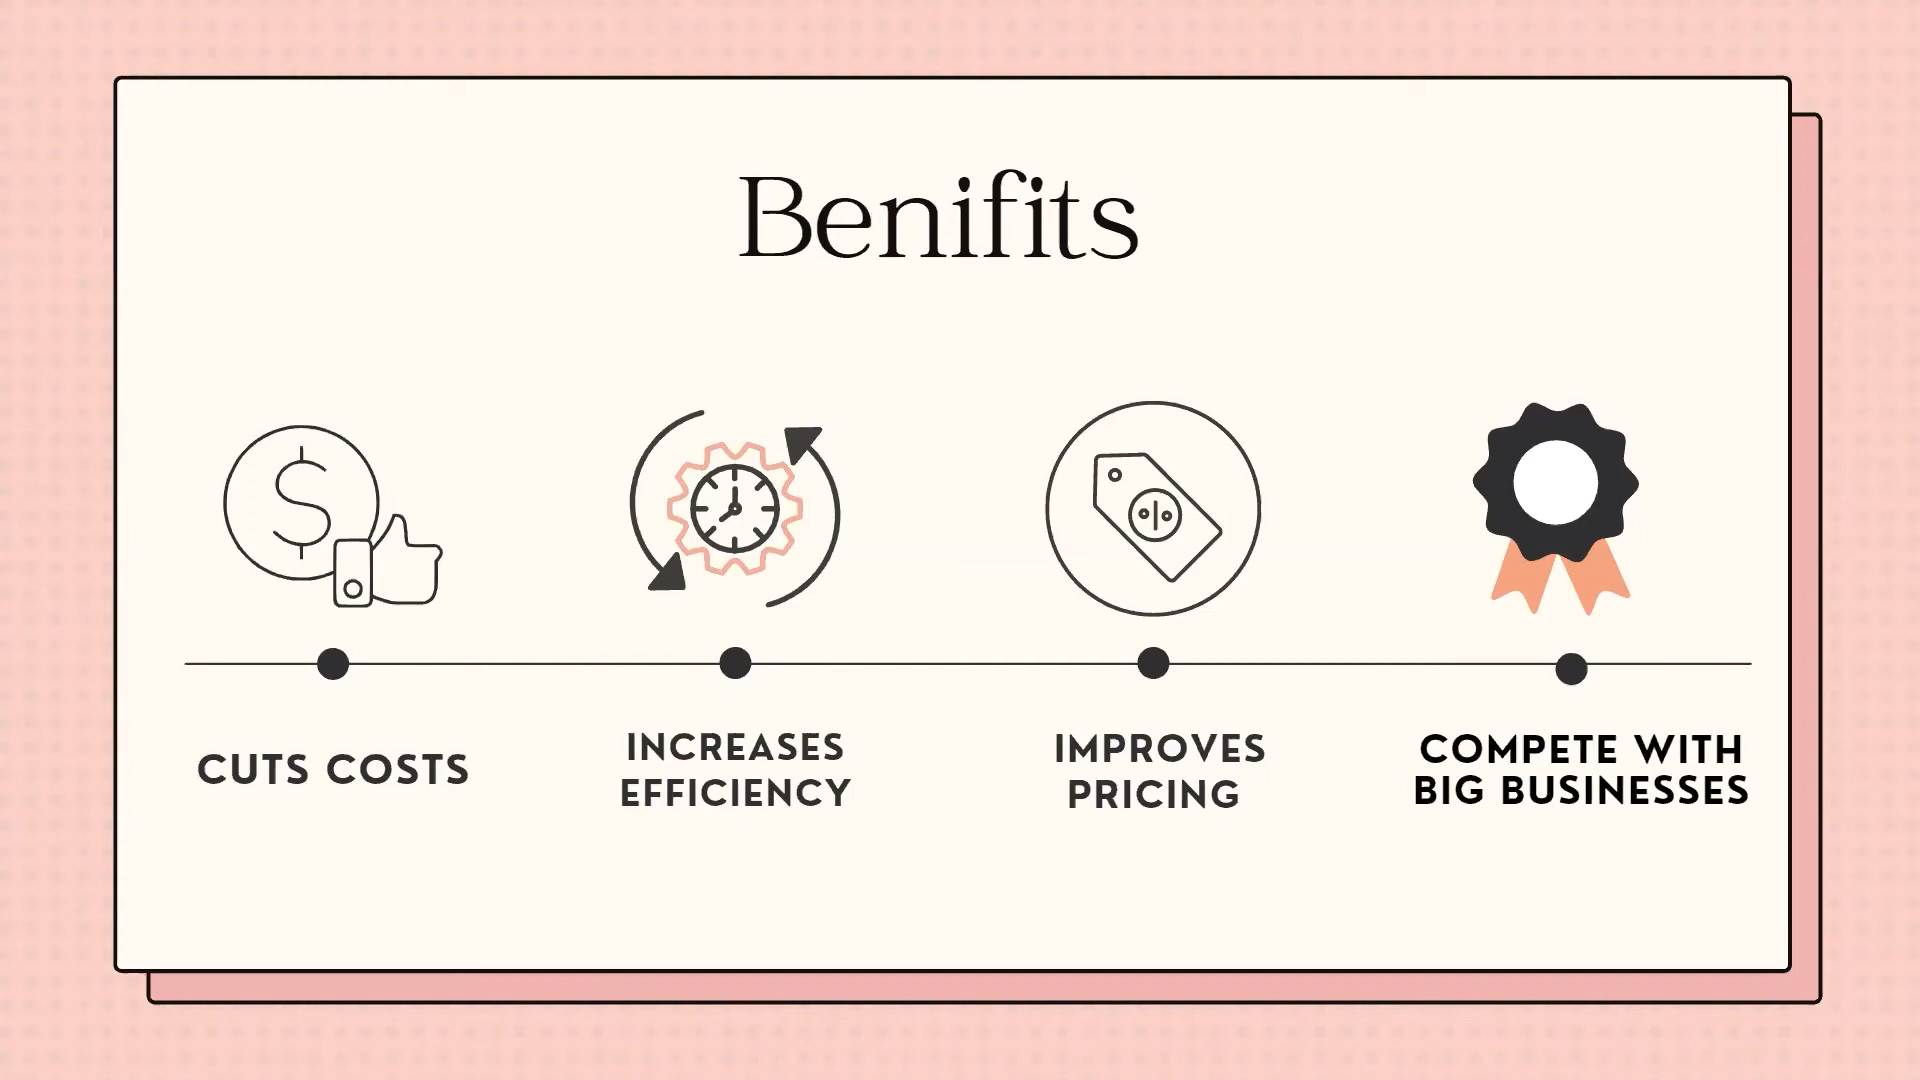 Benifits
CUTS COSTS
INCREASES
EFFICIENCY
IMPROVES
PRICING
COMPETE WITH
BIG BUSINESSES